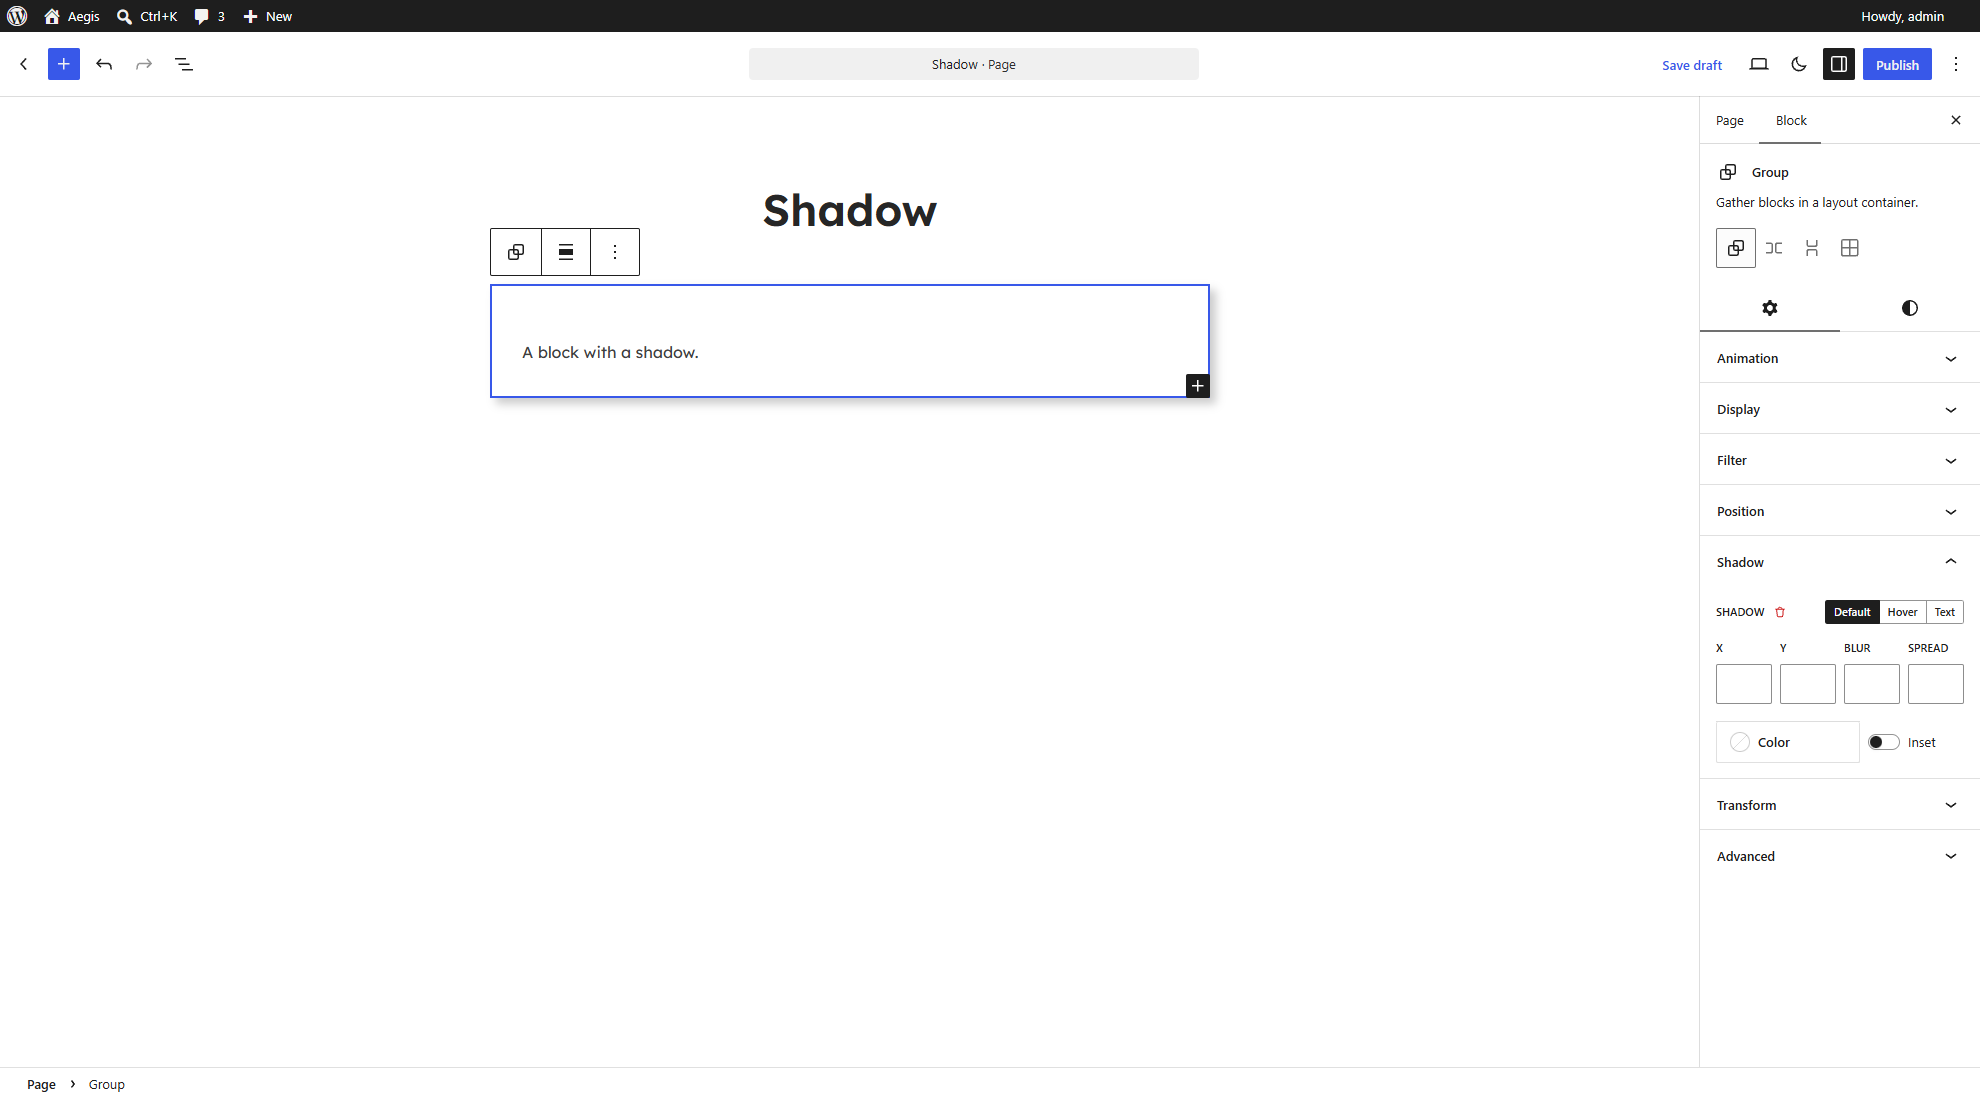 Aegis Ctrl+K 3 New Howdy, admin
Shadow · Page Save draft Publish
Page Block
Group
Gather blocks in a layout container.
Shadow
A block with a shadow.
Animation
Display
Filter
Position
Shadow
SHADOW Default Hover Text
X Y BLUR SPREAD
Color Inset
Transform
Advanced
Page › Group